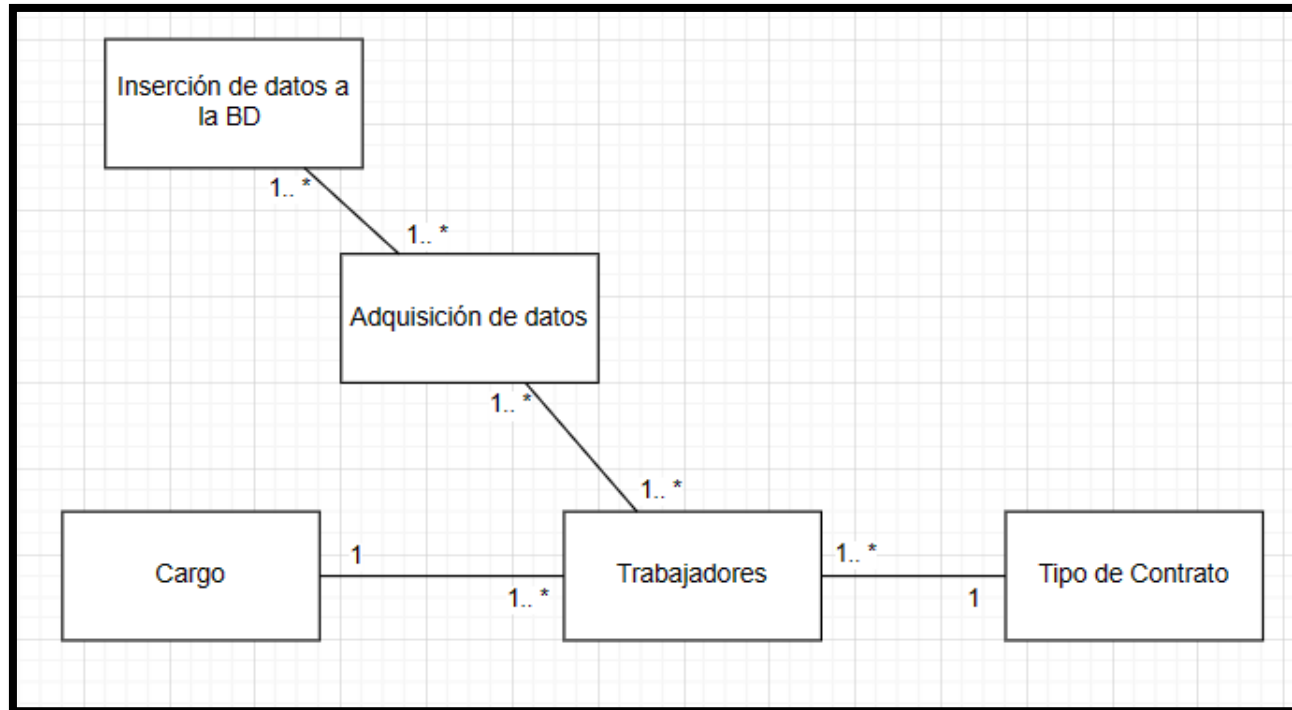 Inserción de datos a
la BD
1.. *
1.. *
Adquisición de datos
1.. *
1.. *
Cargo
1
1.. *
Trabajadores
1.. *
1
Tipo de Contrato